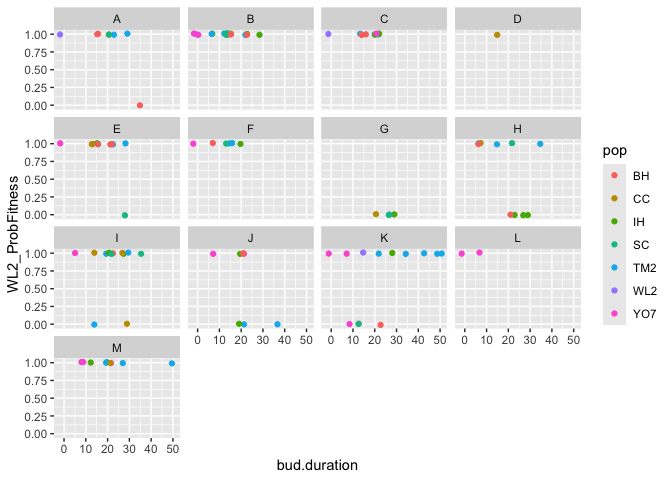 A B C D
1.00
0.75
0.50
0.25
0.00
E F G H
1.00
0.75
0.50
0.25
0.00
I J K L
1.00
0.75
0.50
0.25
0.00
0 10 20 30 40 50 0 10 20 30 40 50 0 10 20 30 40 50
M
1.00
0.75
0.50
0.25
0.00
0 10 20 30 40 50
bud.duration
WL2_ProbFitness
pop
BH
CC
IH
SC
TM2
WL2
YO7